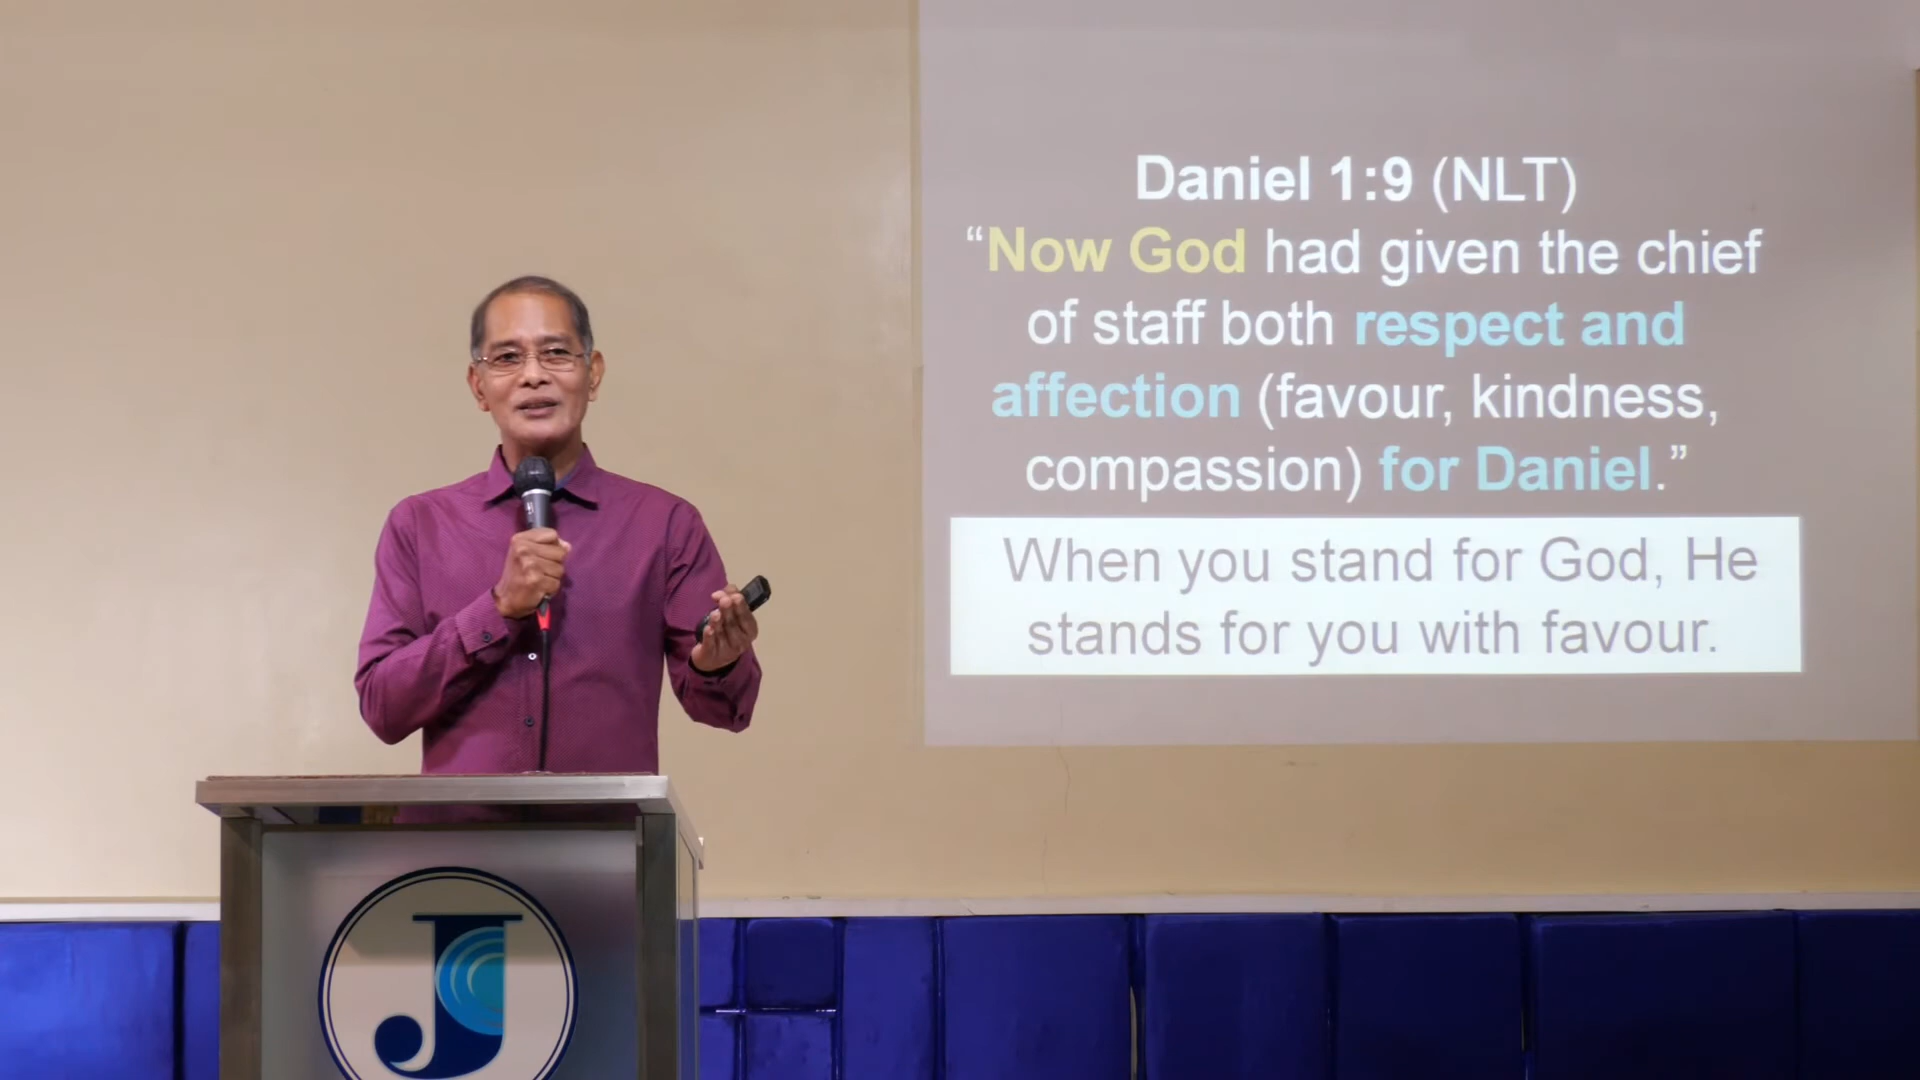 Daniel 1:9 (NLT)
“Now God had given the chief
of staff both respect and
affection (favour, kindness,
compassion) for Daniel.”
When you stand for God, He
stands for you with favour.
J